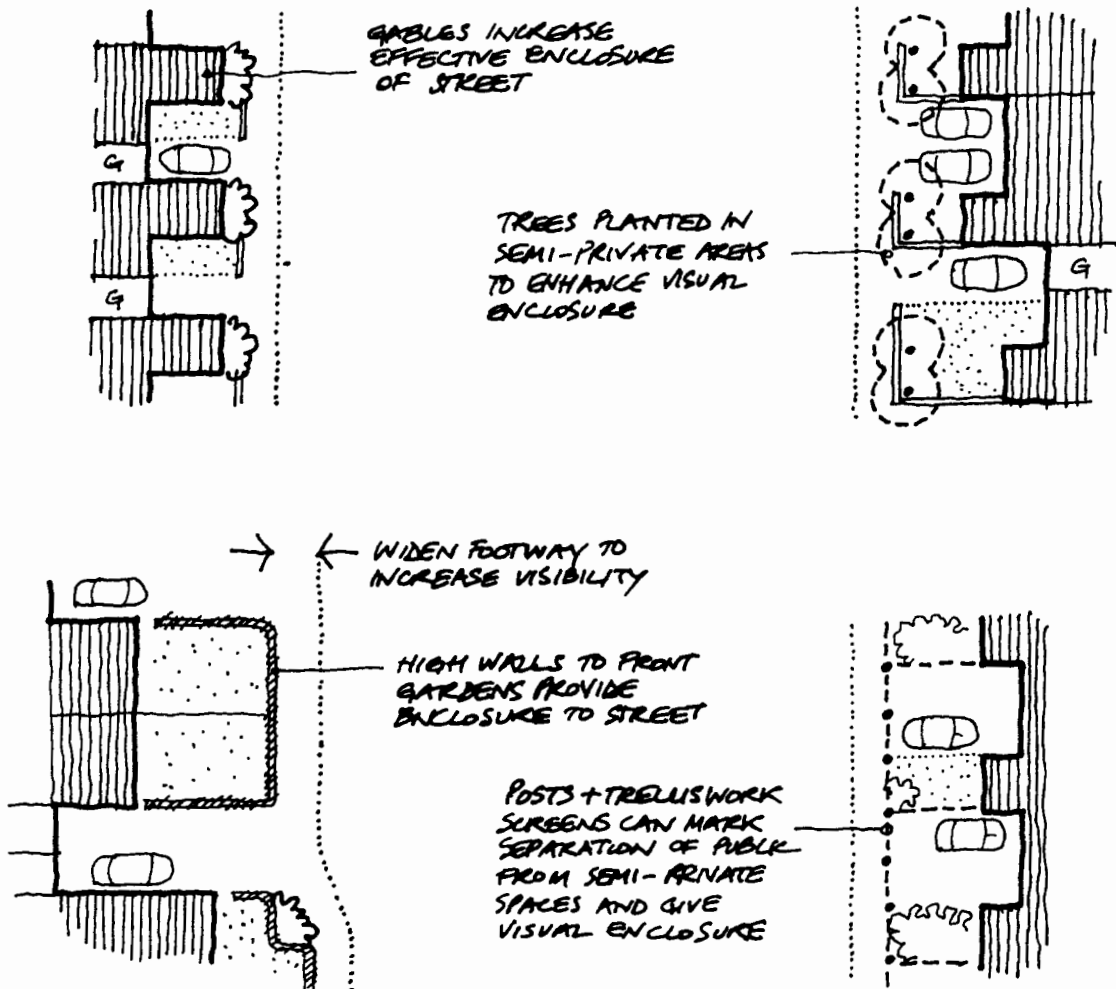 GABLES INCREASE
EFFECTIVE ENCLOSURE
OF STREET
G
G
TREES PLANTED IN
SEMI-PRIVATE AREAS
TO ENHANCE VISUAL
ENCLOSURE
G
WIDEN FOOTWAY TO
INCREASE VISIBILITY
HIGH WALLS TO FRONT
GARDENS PROVIDE
ENCLOSURE TO STREET
POSTS + TRELLISWORK
SCREENS CAN MARK
SEPARATION OF PUBLIC
FROM SEMI-PRIVATE
SPACES AND GIVE
VISUAL ENCLOSURE